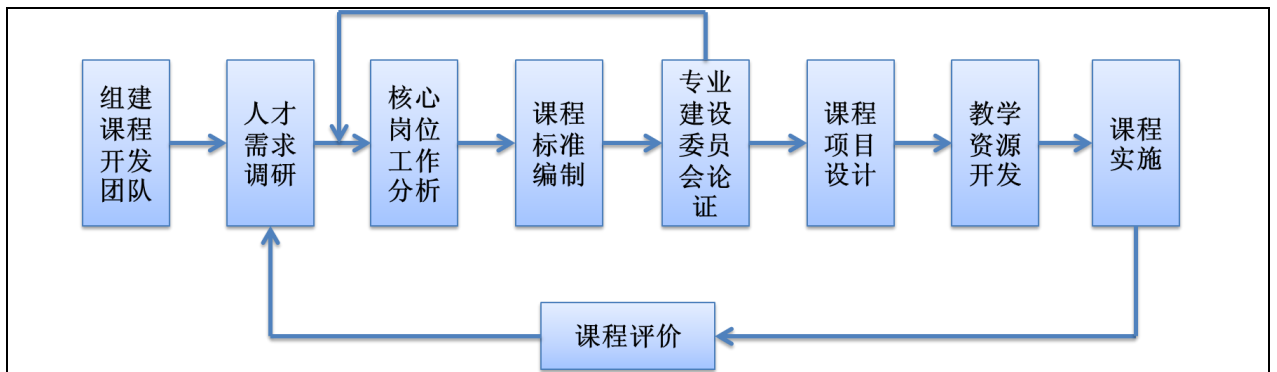 组建
课程
开发
团队
人才
需求
调研
核心
岗位
工作
分析
课程
标准
编制
专业
建设
委员
会论
证
课程
项目
设计
教学
资源
开发
课程
实施
课程评价